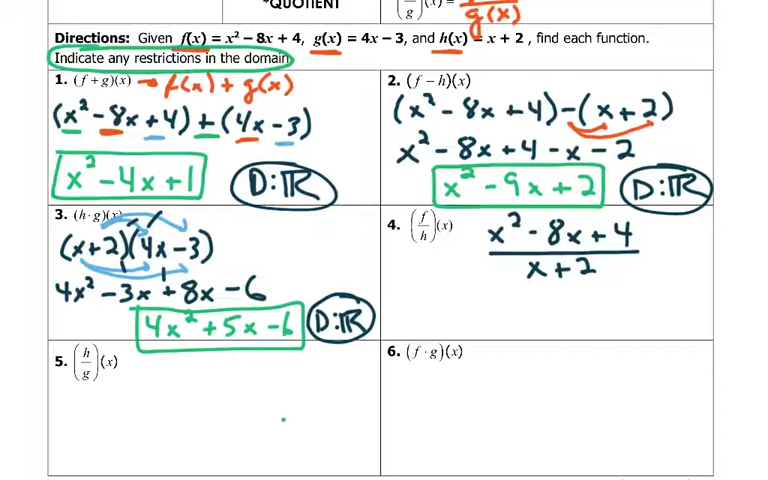 *QUOTIENT
g (x) = g(x)
Directions: Given f(x) = x² − 8x + 4, g(x) = 4x − 3, and h(x) = x + 2, find each function.
Indicate any restrictions in the domain
1. (f + g)(x) → f(x) + g(x)
(x² - 8x + 4) + (4x - 3)
x² - 4x + 1
D: ℝ
2. (f − h)(x)
(x² - 8x + 4) - (x + 2)
x² - 8x + 4 - x - 2
x² - 9x + 2
D: ℝ
3. (h · g)(x)
(x + 2)(4x - 3)
4x² - 3x + 8x - 6
4x² + 5x - 6
D: ℝ
4. (f/h)(x)
x² - 8x + 4
x + 2
5. (h/g)(x)
6. (f · g)(x)